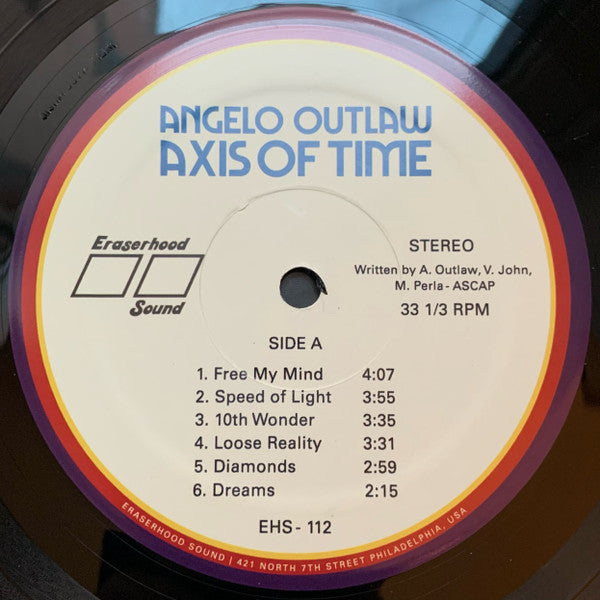 ANGELO OUTLAW
AXIS OF TIME
Eraserhood
Sound
STEREO
Written by A. Outlaw, V. John,
M. Perla - ASCAP
33 1/3 RPM
SIDE A
1. Free My Mind 4:07
2. Speed of Light 3:55
3. 10th Wonder 3:35
4. Loose Reality 3:31
5. Diamonds 2:59
6. Dreams 2:15
EHS - 112
ERASERHOOD SOUND | 421 NORTH 7TH STREET PHILADELPHIA, USA